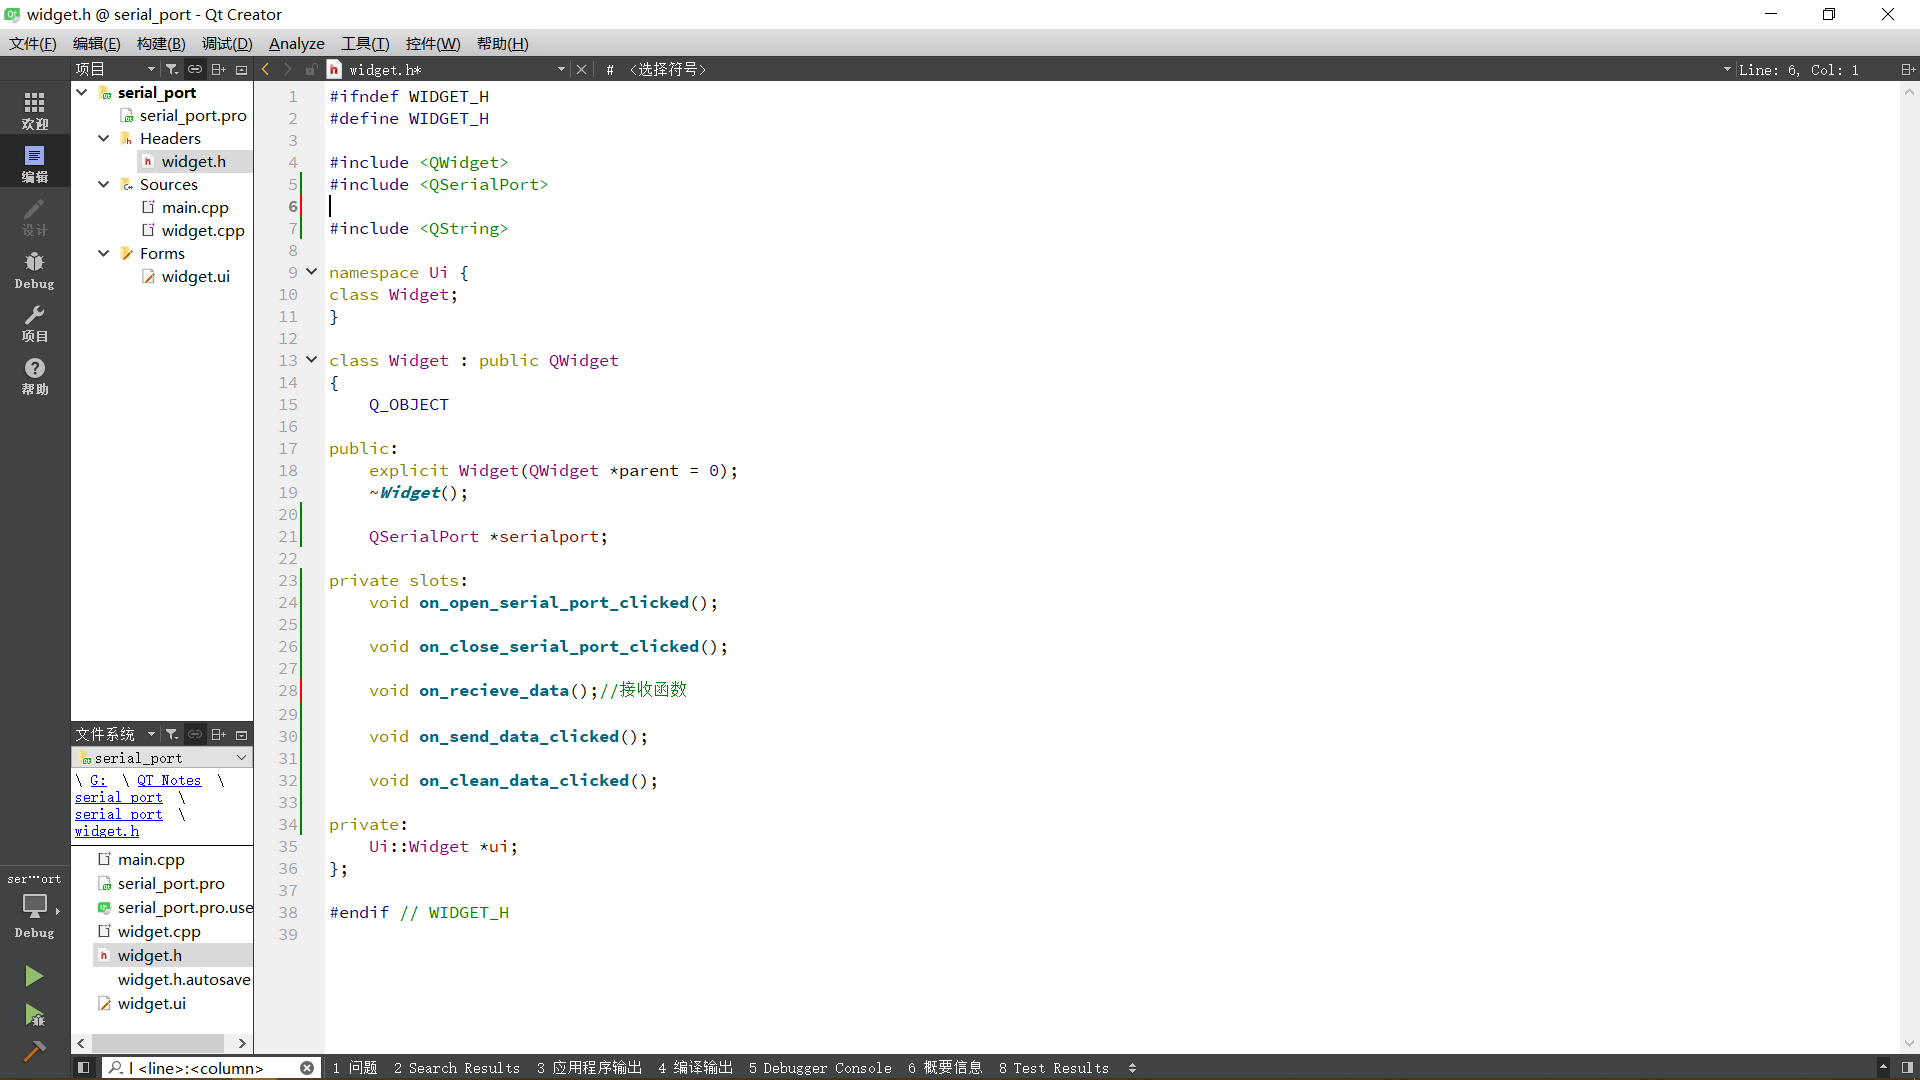 widget.h @ serial_port - Qt Creator
文件(F) 编辑(E) 构建(B) 调试(D) Analyze 工具(T) 控件(W) 帮助(H)
项目
widget.h* # <选择符号> Line: 6, Col: 1
欢迎
编辑
设计
Debug
项目
帮助
serial_port
serial_port.pro
Headers
widget.h
Sources
main.cpp
widget.cpp
Forms
widget.ui
1 #ifndef WIDGET_H
2 #define WIDGET_H
3
4 #include <QWidget>
5 #include <QSerialPort>
6
7 #include <QString>
8
9 namespace Ui {
10 class Widget;
11 }
12
13 class Widget : public QWidget
14 {
15 Q_OBJECT
16
17 public:
18 explicit Widget(QWidget *parent = 0);
19 ~Widget();
20
21 QSerialPort *serialport;
22
23 private slots:
24 void on_open_serial_port_clicked();
25
26 void on_close_serial_port_clicked();
27
28 void on_recieve_data();//接收函数
29
30 void on_send_data_clicked();
31
32 void on_clean_data_clicked();
33
34 private:
35 Ui::Widget *ui;
36 };
37
38 #endif // WIDGET_H
39
文件系统
serial_port
\ G: \ QT Notes \
serial port \
serial port \
widget.h
main.cpp
serial_port.pro
serial_port.pro.use
widget.cpp
widget.h
widget.h.autosave
widget.ui
ser···ort
Debug
l <line>:<column>
1 问题 2 Search Results 3 应用程序输出 4 编译输出 5 Debugger Console 6 概要信息 8 Test Results